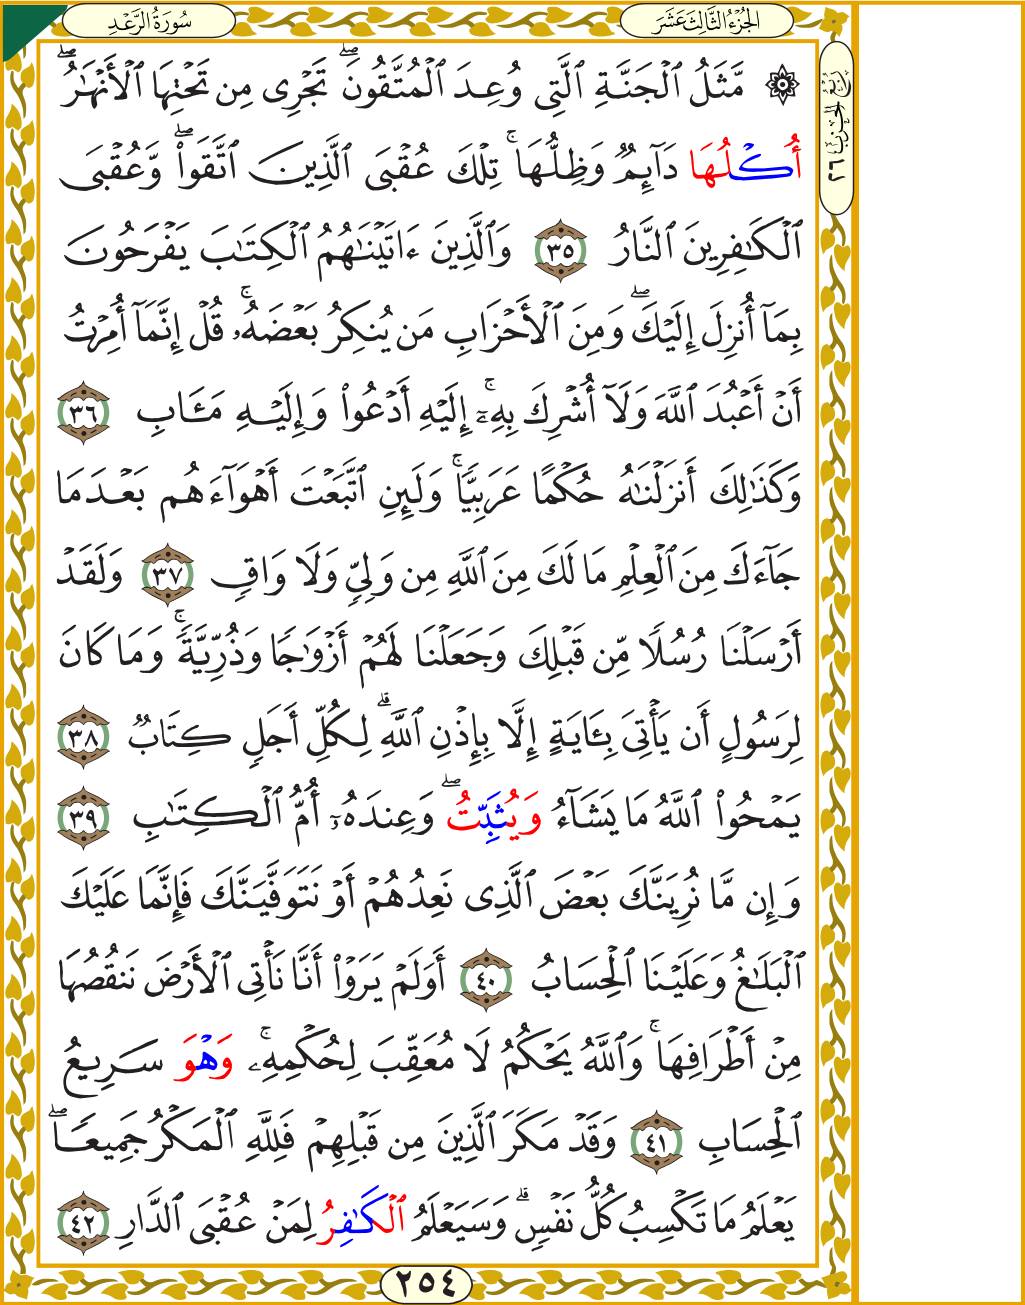 الجُزْءُ الثَّالِثَ عَشَرَ
سُورَةُ الرَّعْدِ
رُبْعُ الحِزْبِ ٢٦
۞ مَّثَلُ ٱلۡجَنَّةِ ٱلَّتِي وُعِدَ ٱلۡمُتَّقُونَۖ تَجۡرِي مِن تَحۡتِهَا ٱلۡأَنۡهَٰرُۖ
أُكۡلُهَا دَآئِمٞ وَظِلُّهَاۚ تِلۡكَ عُقۡبَى ٱلَّذِينَ ٱتَّقَواْۖ وَّعُقۡبَى
ٱلۡكَٰفِرِينَ ٱلنَّارُ ٣٥ وَٱلَّذِينَ ءَاتَيۡنَٰهُمُ ٱلۡكِتَٰبَ يَفۡرَحُونَ
بِمَآ أُنزِلَ إِلَيۡكَۖ وَمِنَ ٱلۡأَحۡزَابِ مَن يُنكِرُ بَعۡضَهُۥۚ قُلۡ إِنَّمَآ أُمِرۡتُ
أَنۡ أَعۡبُدَ ٱللَّهَ وَلَآ أُشۡرِكَ بِهِۦٓۚ إِلَيۡهِ أَدۡعُواْ وَإِلَيۡهِ مَـَٔابِ ٣٦
وَكَذَٰلِكَ أَنزَلۡنَٰهُ حُكۡمًا عَرَبِيّٗاۚ وَلَئِنِ ٱتَّبَعۡتَ أَهۡوَآءَهُم بَعۡدَمَا
جَآءَكَ مِنَ ٱلۡعِلۡمِ مَا لَكَ مِنَ ٱللَّهِ مِن وَلِيّٖ وَلَا وَاقٖ ٣٧ وَلَقَدۡ
أَرۡسَلۡنَا رُسُلٗا مِّن قَبۡلِكَ وَجَعَلۡنَا لَهُمۡ أَزۡوَٰجٗا وَذُرِّيَّةٗۚ وَمَا كَانَ
لِرَسُولٍ أَن يَأۡتِيَ بِـَٔايَةٍ إِلَّا بِإِذۡنِ ٱللَّهِۗ لِكُلِّ أَجَلٖ كِتَابٞ ٣٨
يَمۡحُواْ ٱللَّهُ مَا يَشَآءُ وَيُثَبِّتُۖ وَعِندَهُۥٓ أُمُّ ٱلۡكِتَٰبِ ٣٩
وَإِن مَّا نُرِيَنَّكَ بَعۡضَ ٱلَّذِي نَعِدُهُمۡ أَوۡ نَتَوَفَّيَنَّكَ فَإِنَّمَا عَلَيۡكَ
ٱلۡبَلَٰغُ وَعَلَيۡنَا ٱلۡحِسَابُ ٤٠ أَوَلَمۡ يَرَوۡاْ أَنَّا نَأۡتِي ٱلۡأَرۡضَ نَنقُصُهَا
مِنۡ أَطۡرَافِهَاۚ وَٱللَّهُ يَحۡكُمُ لَا مُعَقِّبَ لِحُكۡمِهِۦۚ وَهۡوَ سَرِيعُ
ٱلۡحِسَابِ ٤١ وَقَدۡ مَكَرَ ٱلَّذِينَ مِن قَبۡلِهِمۡ فَلِلَّهِ ٱلۡمَكۡرُ جَمِيعٗاۖ
يَعۡلَمُ مَا تَكۡسِبُ كُلُّ نَفۡسٖۗ وَسَيَعۡلَمُ ٱلۡكَٰفِرُ لِمَنۡ عُقۡبَى ٱلدَّارِ ٤٢
٢٥٤